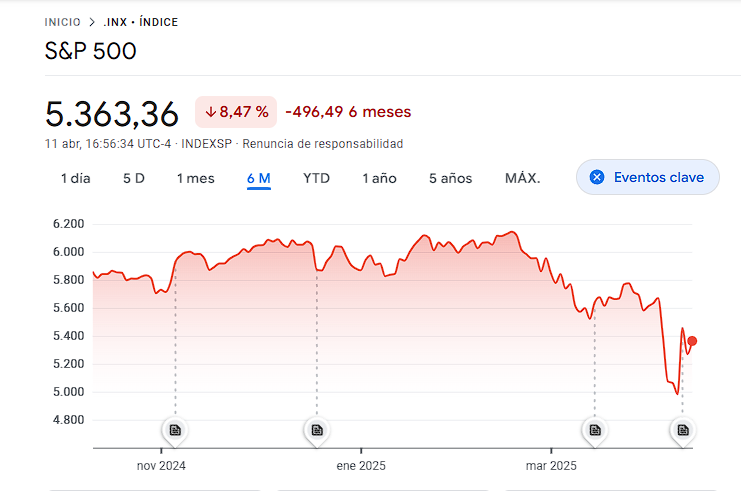 INICIO > .INX • ÍNDICE
S&P 500
5.363,36 ↓ 8,47 % -496,49 6 meses
11 abr, 16:56:34 UTC-4 · INDEXSP · Renuncia de responsabilidad
1 día 5 D 1 mes 6 M YTD 1 año 5 años MÁX. Eventos clave
6.200
6.000
5.800
5.600
5.400
5.200
5.000
4.800
nov 2024 ene 2025 mar 2025